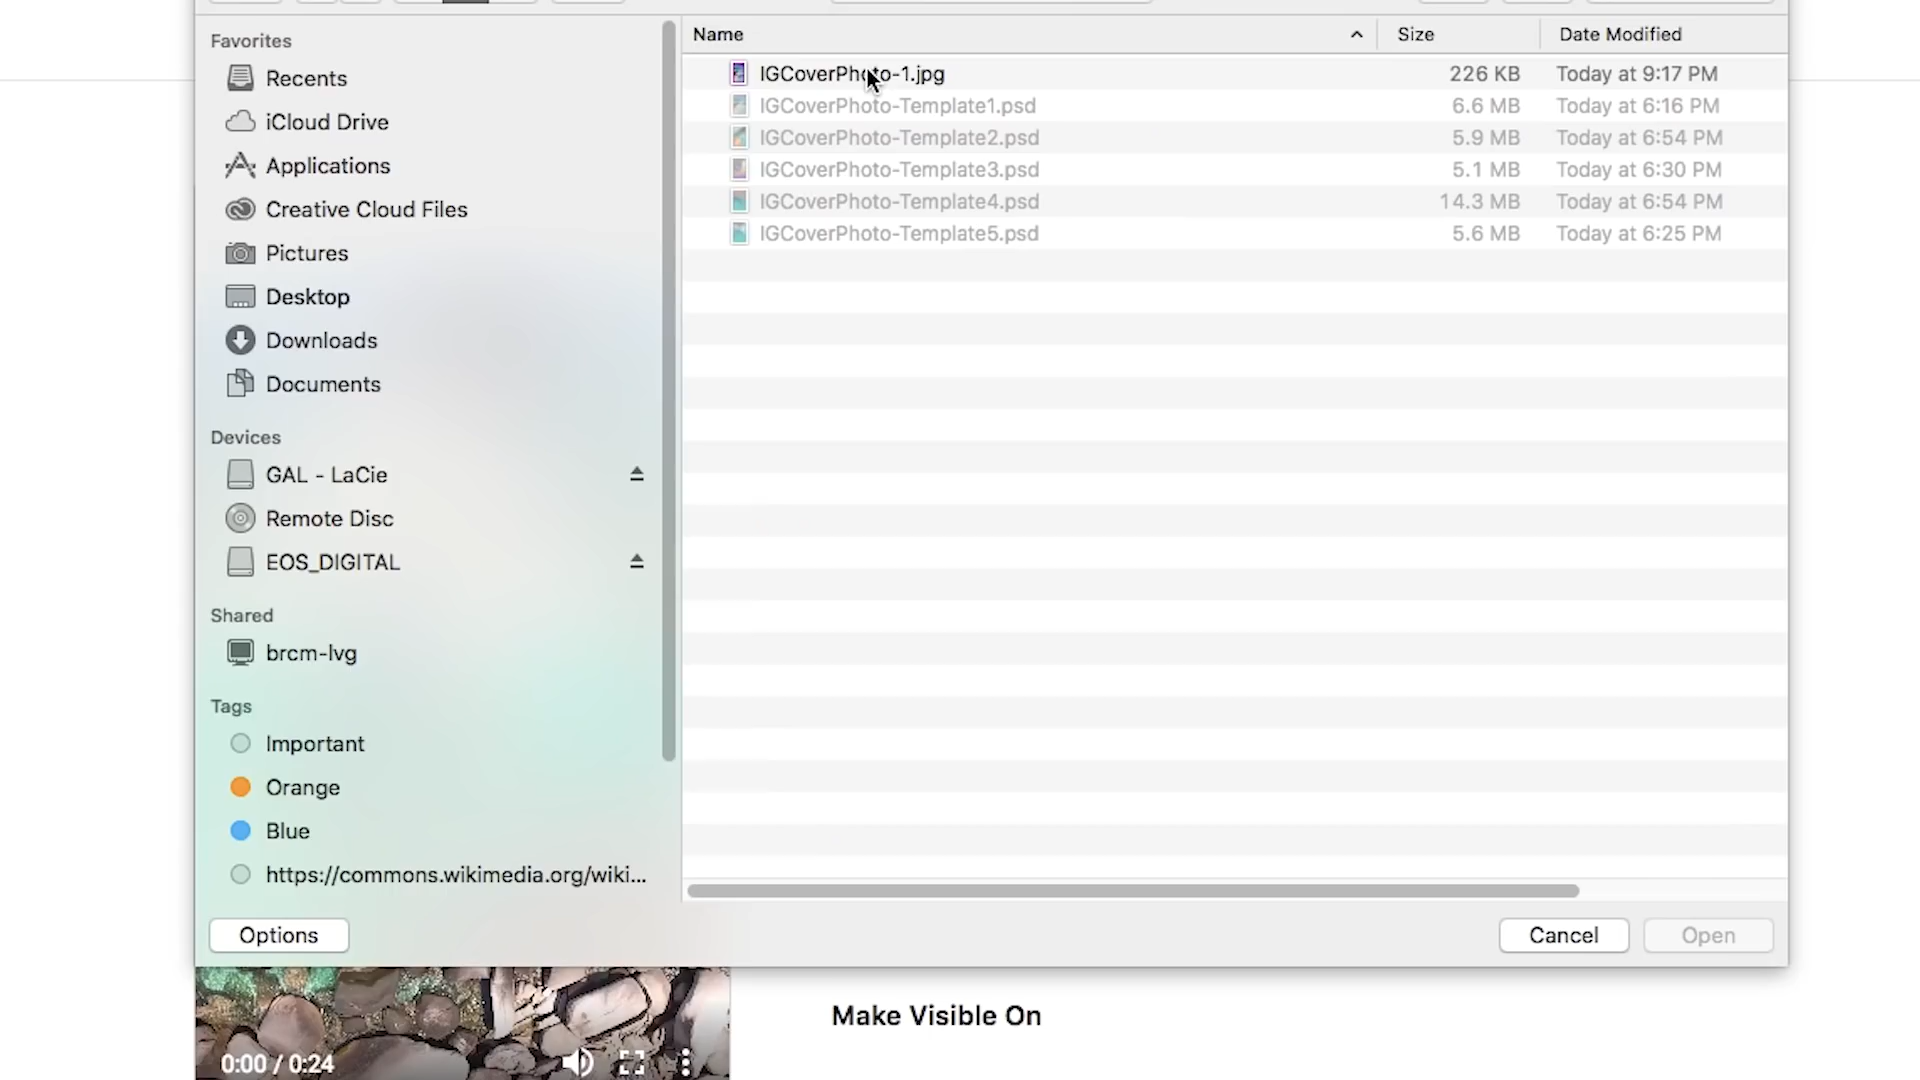 Favorites
Recents
iCloud Drive
Applications
Creative Cloud Files
Pictures
Desktop
Downloads
Documents
Devices
GAL - LaCie
Remote Disc
EOS_DIGITAL
Shared
brcm-lvg
Tags
Important
Orange
Blue
https://commons.wikimedia.org/wiki...
Name Size Date Modified
IGCoverPhoto-1.jpg 226 KB Today at 9:17 PM
IGCoverPhoto-Template1.psd 6.6 MB Today at 6:16 PM
IGCoverPhoto-Template2.psd 5.9 MB Today at 6:54 PM
IGCoverPhoto-Template3.psd 5.1 MB Today at 6:30 PM
IGCoverPhoto-Template4.psd 14.3 MB Today at 6:54 PM
IGCoverPhoto-Template5.psd 5.6 MB Today at 6:25 PM
Options Cancel Open
Make Visible On
0:00 / 0:24